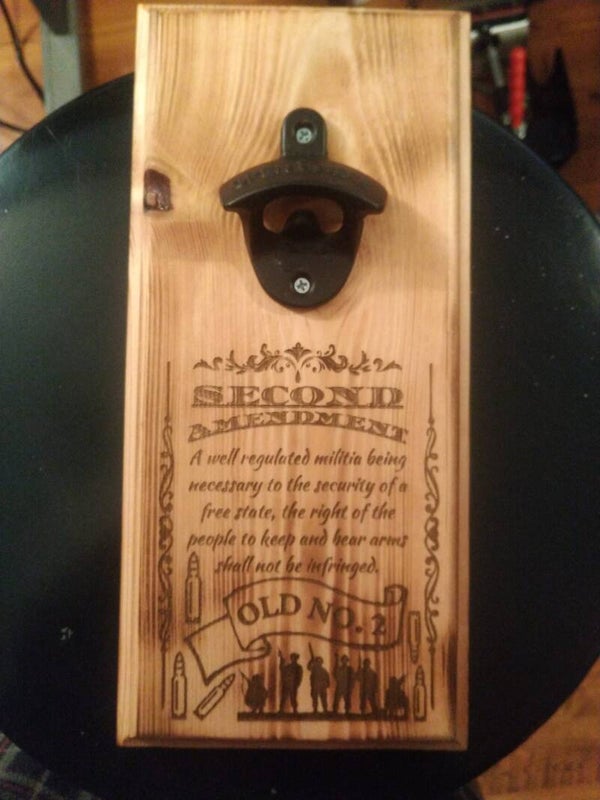 SECOND
AMENDMENT
A well regulated militia being
necessary to the security of a
free state, the right of the
people to keep and bear arms
shall not be infringed.
OLD NO. 2